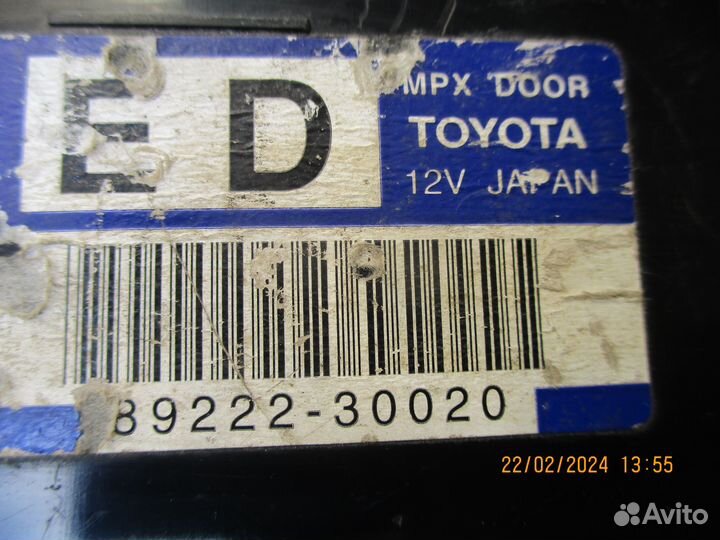 E D
MPX DOOR
TOYOTA
12V JAPAN
89222-30020
22/02/2024 13:55
Avito